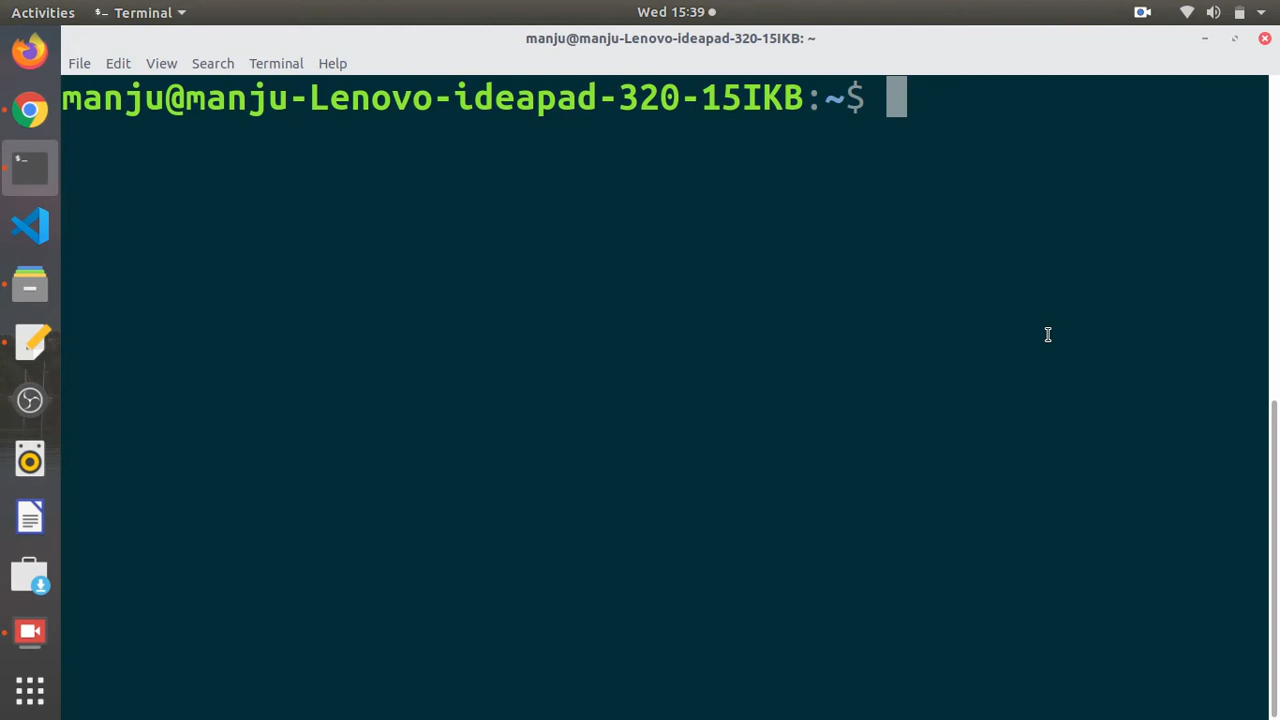 Activities Terminal Wed 15:39
manju@manju-Lenovo-ideapad-320-15IKB: ~
File Edit View Search Terminal Help
manju@manju-Lenovo-ideapad-320-15IKB:~$